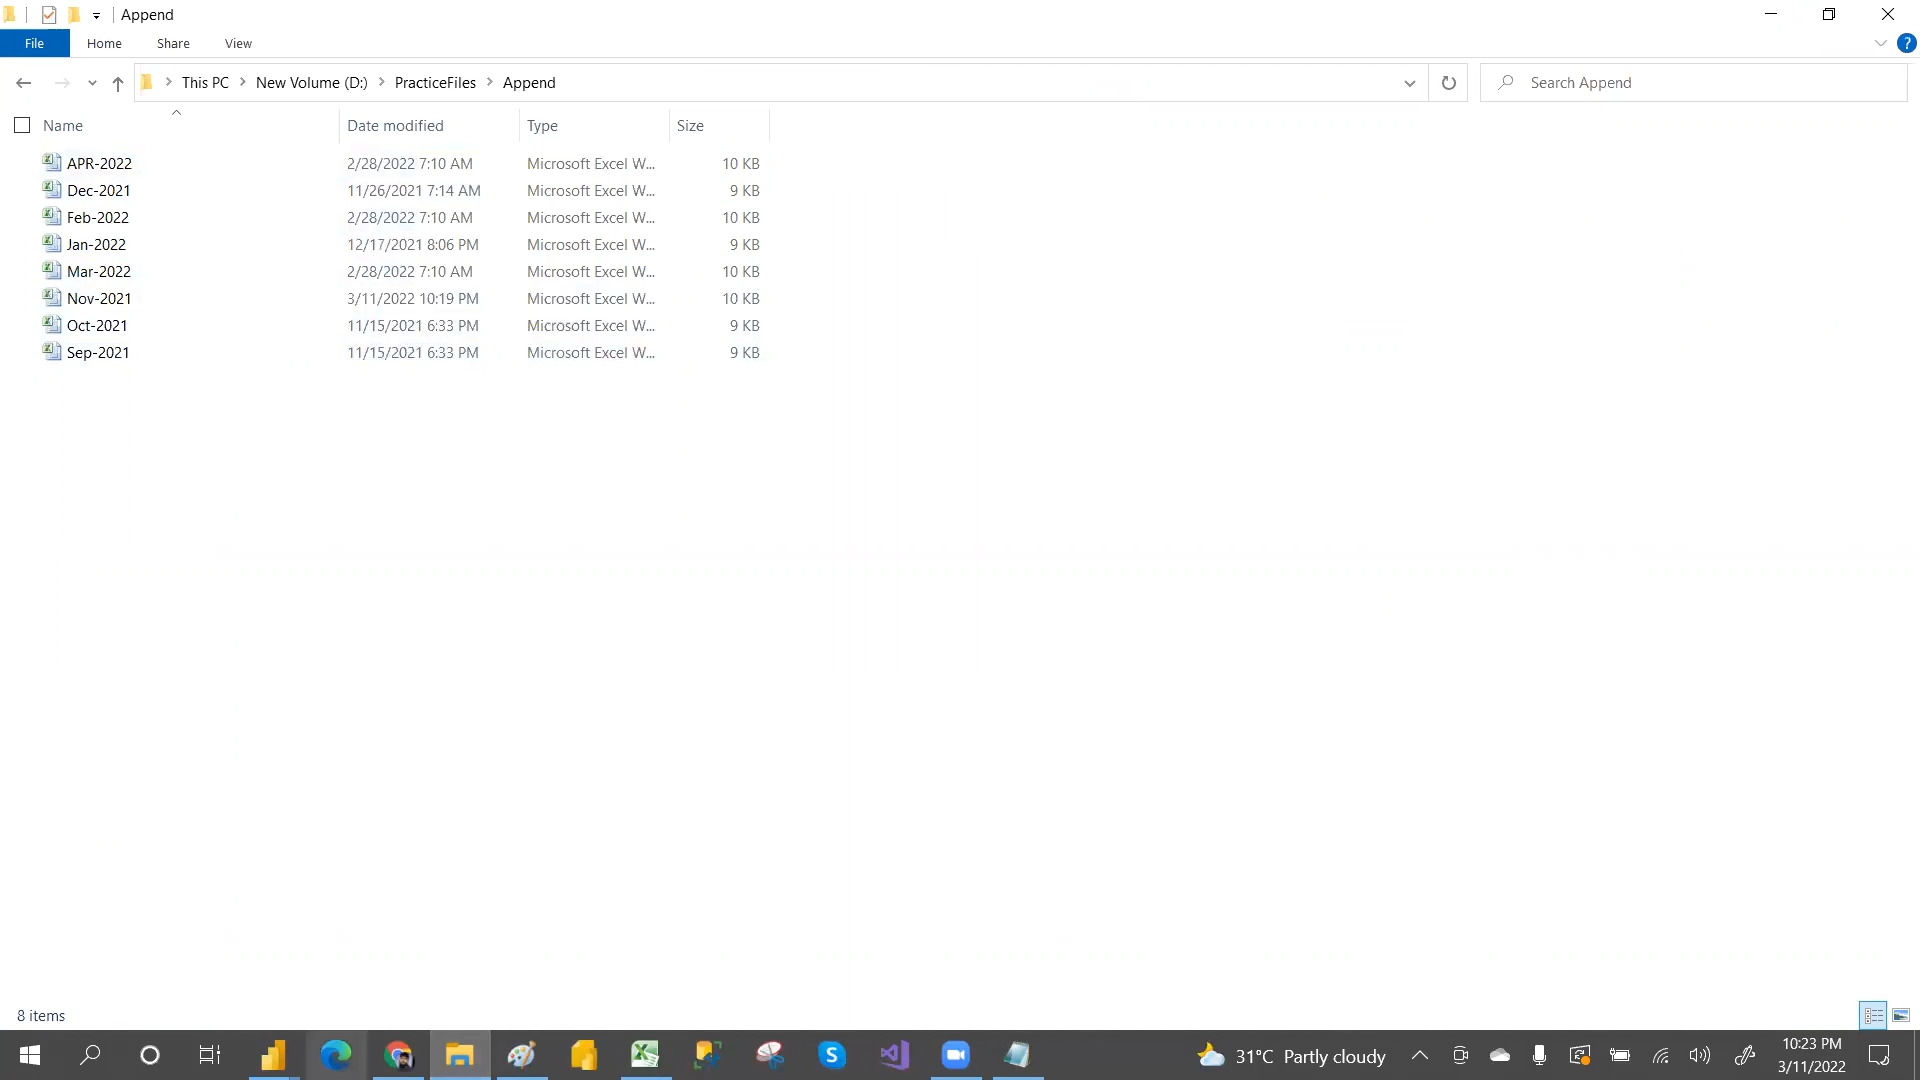 Append
File Home Share View
This PC New Volume (D:) PracticeFiles Append Search Append
Name Date modified Type Size
APR-2022 2/28/2022 7:10 AM Microsoft Excel W... 10 KB
Dec-2021 11/26/2021 7:14 AM Microsoft Excel W... 9 KB
Feb-2022 2/28/2022 7:10 AM Microsoft Excel W... 10 KB
Jan-2022 12/17/2021 8:06 PM Microsoft Excel W... 9 KB
Mar-2022 2/28/2022 7:10 AM Microsoft Excel W... 10 KB
Nov-2021 3/11/2022 10:19 PM Microsoft Excel W... 10 KB
Oct-2021 11/15/2021 6:33 PM Microsoft Excel W... 9 KB
Sep-2021 11/15/2021 6:33 PM Microsoft Excel W... 9 KB
8 items
31°C Partly cloudy 10:23 PM
3/11/2022